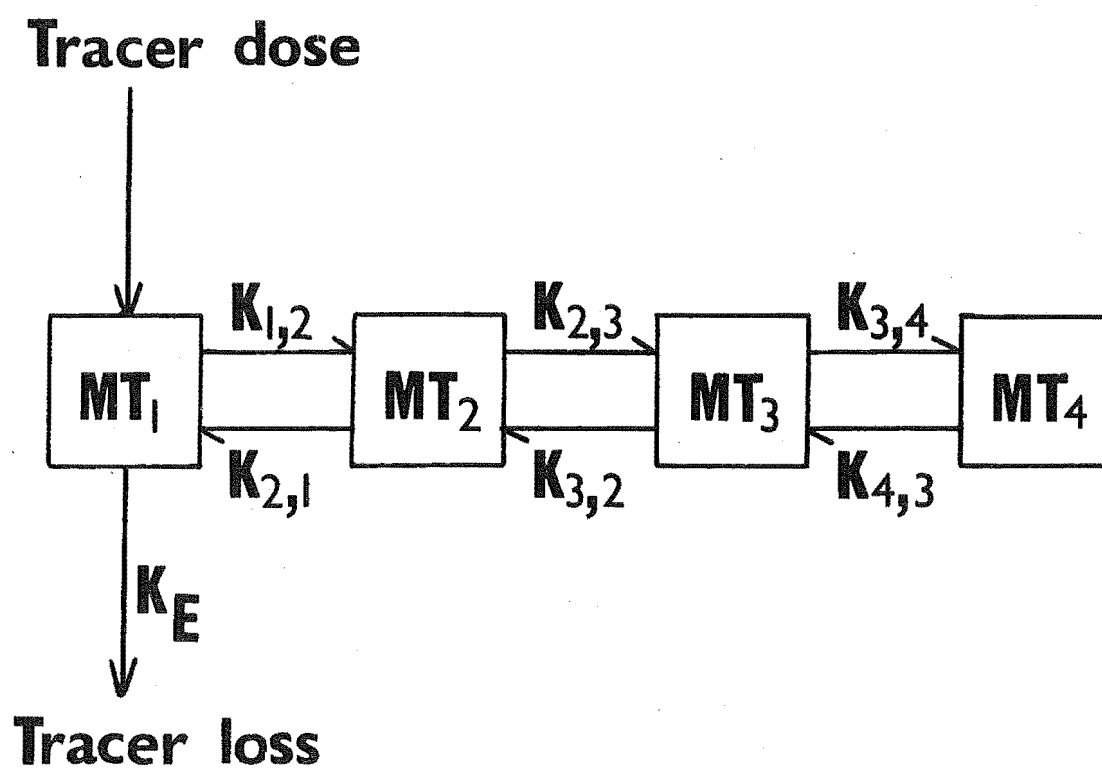 Tracer dose
K1,2 K2,3 K3,4
MT1 MT2 MT3 MT4
K2,1 K3,2 K4,3
KE
Tracer loss